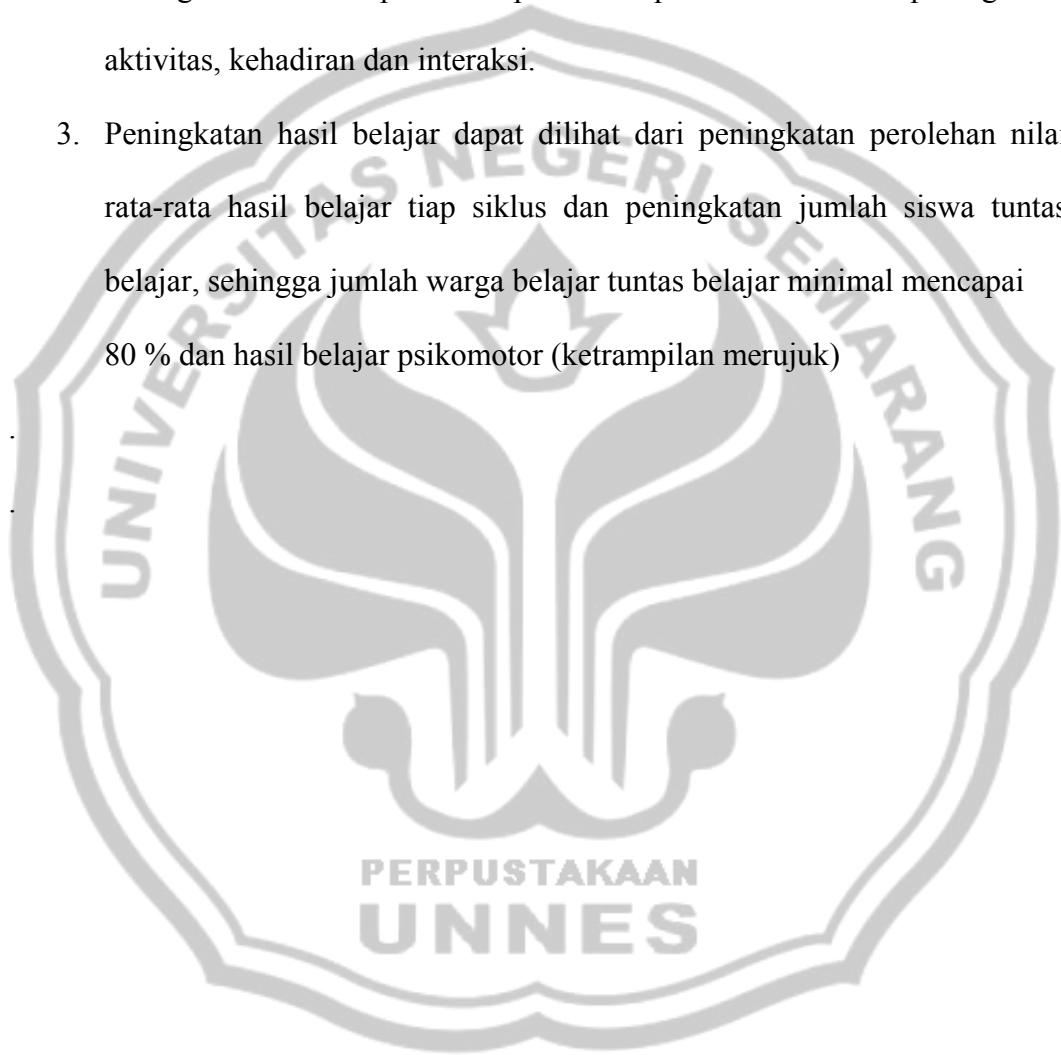 aktivitas, kehadiran dan interaksi.
3. Peningkatan hasil belajar dapat dilihat dari peningkatan perolehan nilai
rata-rata hasil belajar tiap siklus dan peningkatan jumlah siswa tuntas
belajar, sehingga jumlah warga belajar tuntas belajar minimal mencapai
80 % dan hasil belajar psikomotor (ketrampilan merujuk)
.
.
UNIVERSITAS NEGERI SEMARANG
PERPUSTAKAAN
UNNES